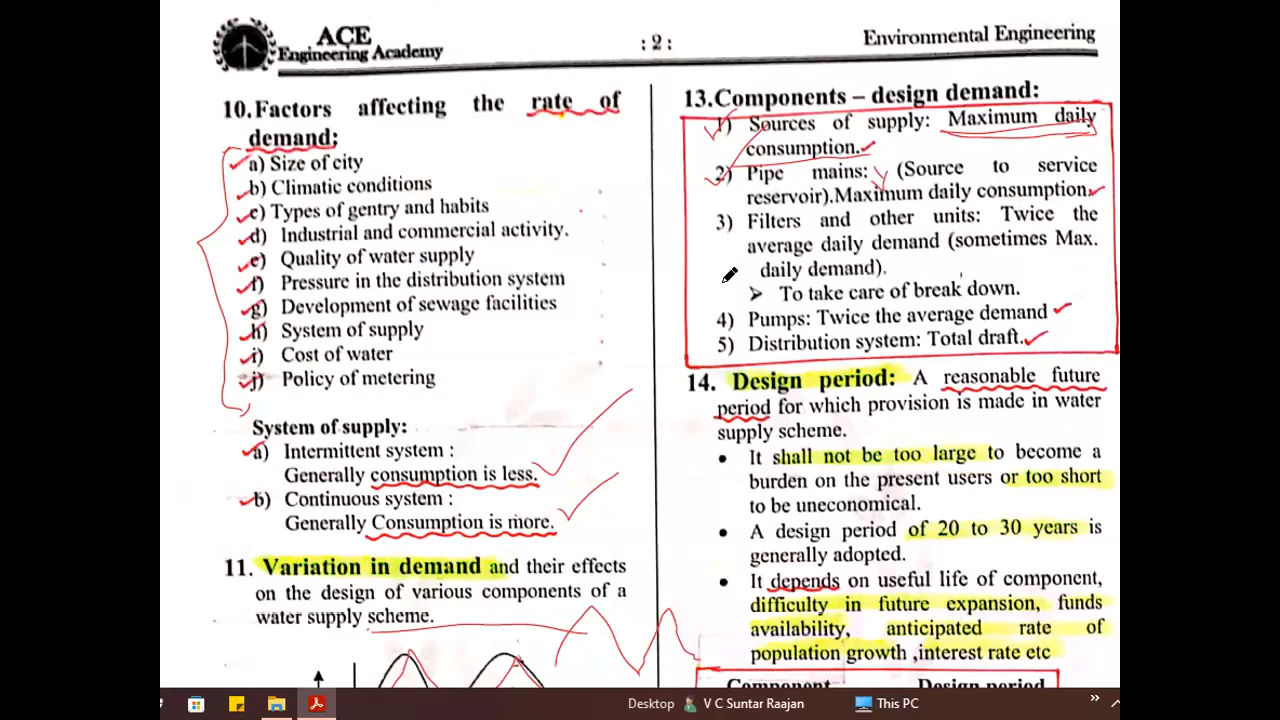 ACE
Engineering Academy
: 2 :
Environmental Engineering
10. Factors affecting the rate of
demand;
a) Size of city
b) Climatic conditions
c) Types of gentry and habits
d) Industrial and commercial activity.
e) Quality of water supply
f) Pressure in the distribution system
g) Development of sewage facilities
h) System of supply
i) Cost of water
j) Policy of metering
System of supply:
a) Intermittent system :
Generally consumption is less.
b) Continuous system :
Generally Consumption is more.
11. Variation in demand and their effects
on the design of various components of a
water supply scheme.
13. Components – design demand:
1) Sources of supply: Maximum daily
consumption.
2) Pipe mains: (Source to service
reservoir).Maximum daily consumption.
3) Filters and other units: Twice the
average daily demand (sometimes Max.
daily demand).
➢ To take care of break down.
4) Pumps: Twice the average demand
5) Distribution system: Total draft.
14. Design period: A reasonable future
period for which provision is made in water
supply scheme.
• It shall not be too large to become a
burden on the present users or too short
to be uneconomical.
• A design period of 20 to 30 years is
generally adopted.
• It depends on useful life of component,
difficulty in future expansion, funds
availability, anticipated rate of
population growth ,interest rate etc
Component Design period
Desktop V C Suntar Raajan This PC